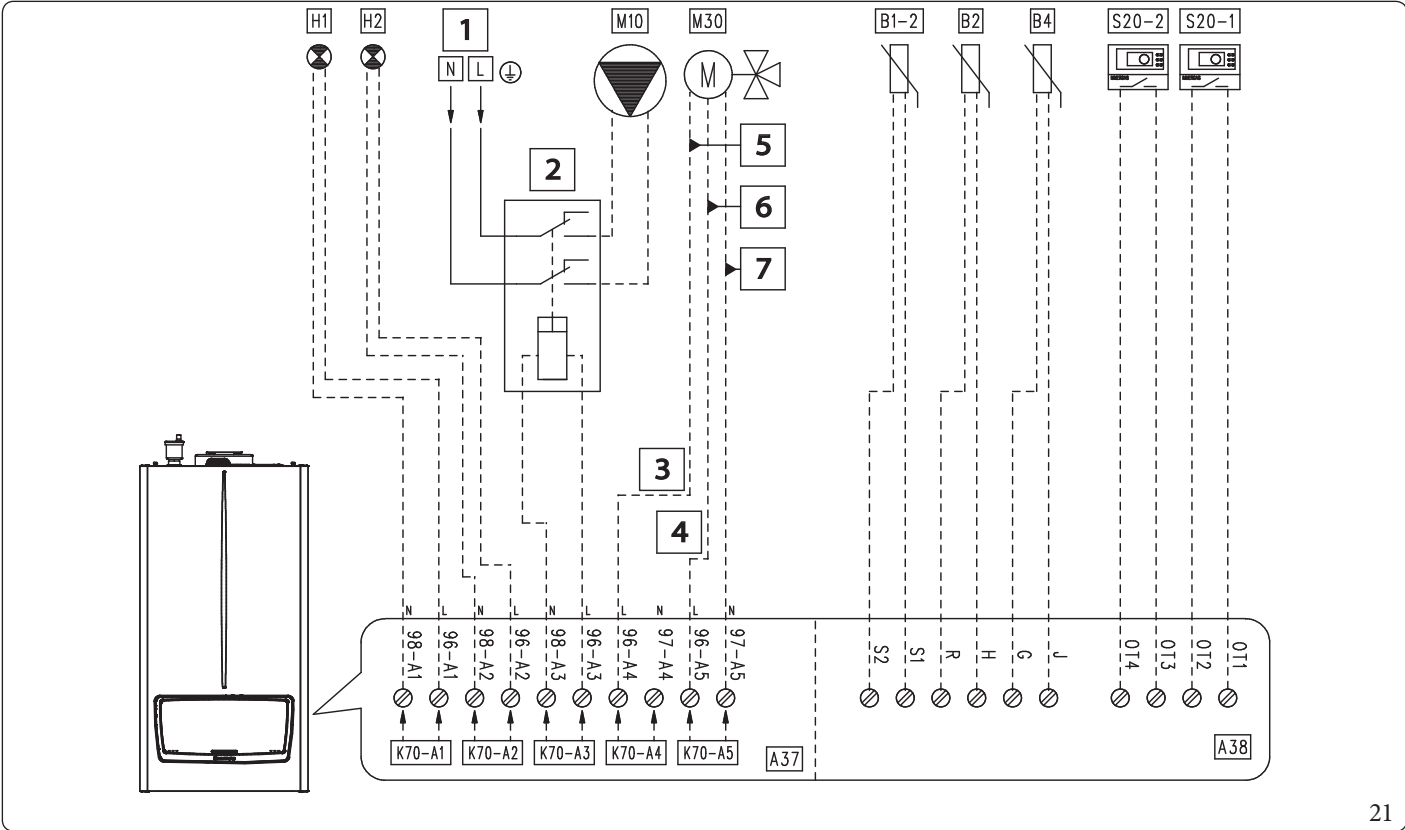 H1 H2 1 M10 M30 B1-2 B2 B4 S20-2 S20-1
N L
M
5
2
6
7
3
4
N L N L N L L N L N
98-A1 96-A1 98-A2 96-A2 98-A3 96-A3 96-A4 97-A4 96-A5 97-A5 S2 S1 R H G J OT4 OT3 OT2 OT1
K70-A1 K70-A2 K70-A3 K70-A4 K70-A5 A37 A38
21